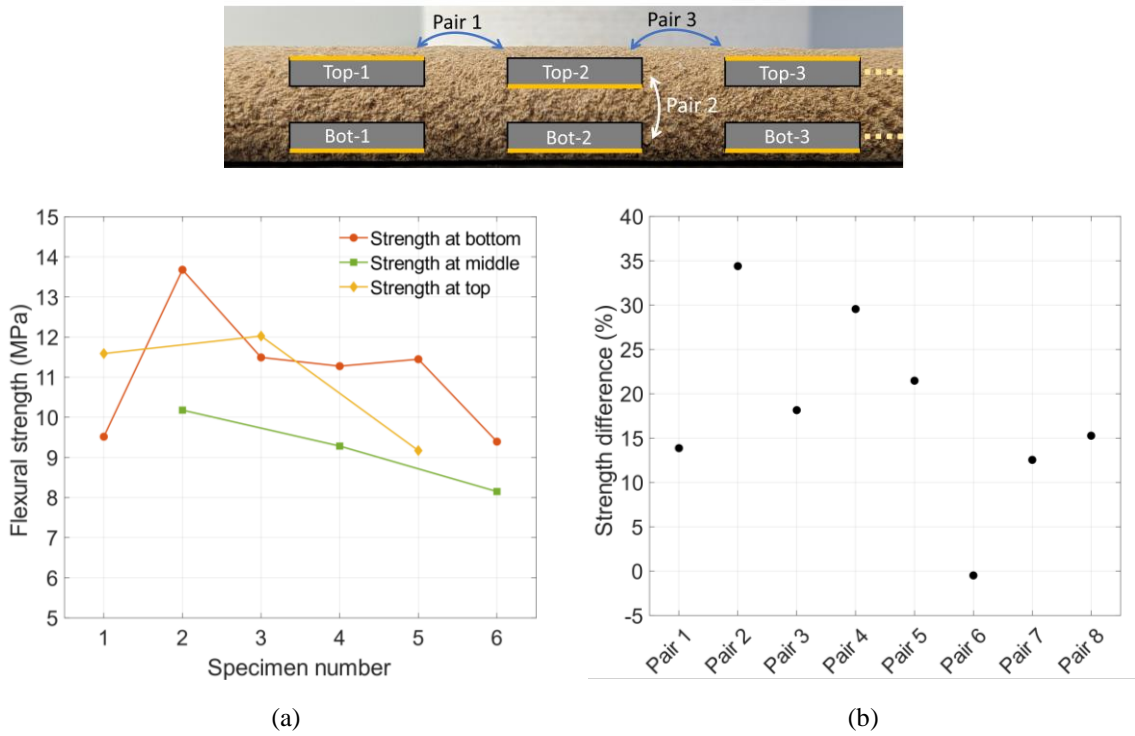 Pair 1
Pair 3
Top-1
Top-2
Top-3
Pair 2
Bot-1
Bot-2
Bot-3
15
14
13
12
11
10
9
8
7
6
5
Flexural strength (MPa)
Strength at bottom
Strength at middle
Strength at top
1 2 3 4 5 6
Specimen number
(a)
40
35
30
25
20
15
10
5
0
-5
Strength difference (%)
Pair 1
Pair 2
Pair 3
Pair 4
Pair 5
Pair 6
Pair 7
Pair 8
(b)